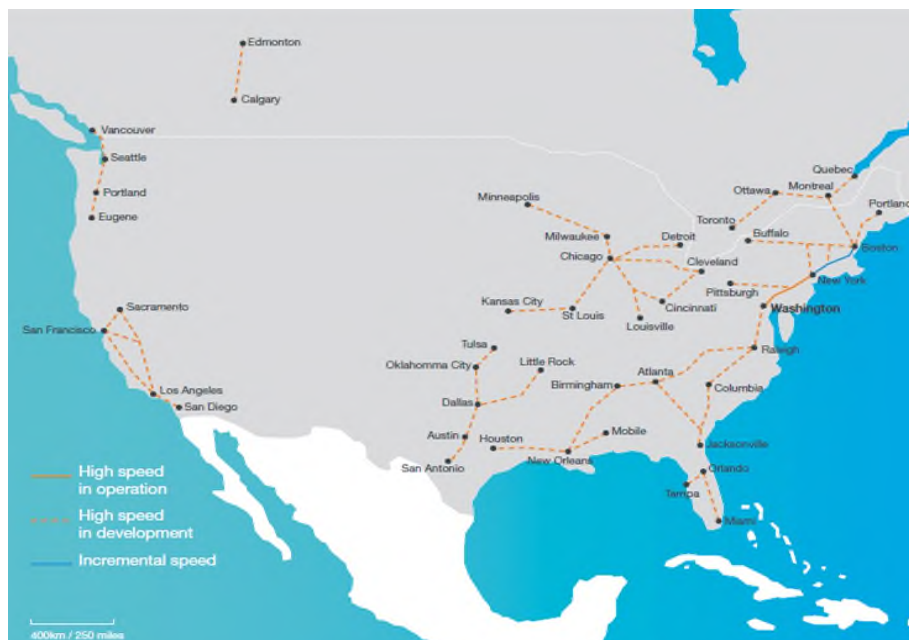 Edmonton
Calgary
Vancouver
Seattle
Portland
Eugene
Quebec
Ottawa
Montreal
Portland
Toronto
Buffalo
Boston
Minneapolis
Milwaukee
Detroit
Chicago
Cleveland
New York
Pittsburgh
Washington
Kansas City
St Louis
Cincinnati
Louisville
Sacramento
San Francisco
Los Angeles
San Diego
Tulsa
Oklahomma City
Little Rock
Dallas
Birmingham
Atlanta
Raleigh
Columbia
Austin
Houston
Mobile
San Antonio
New Orleans
Jacksonville
Orlando
Tampa
Miami
High speed
in operation
High speed
in development
Incremental speed
400km / 250 miles